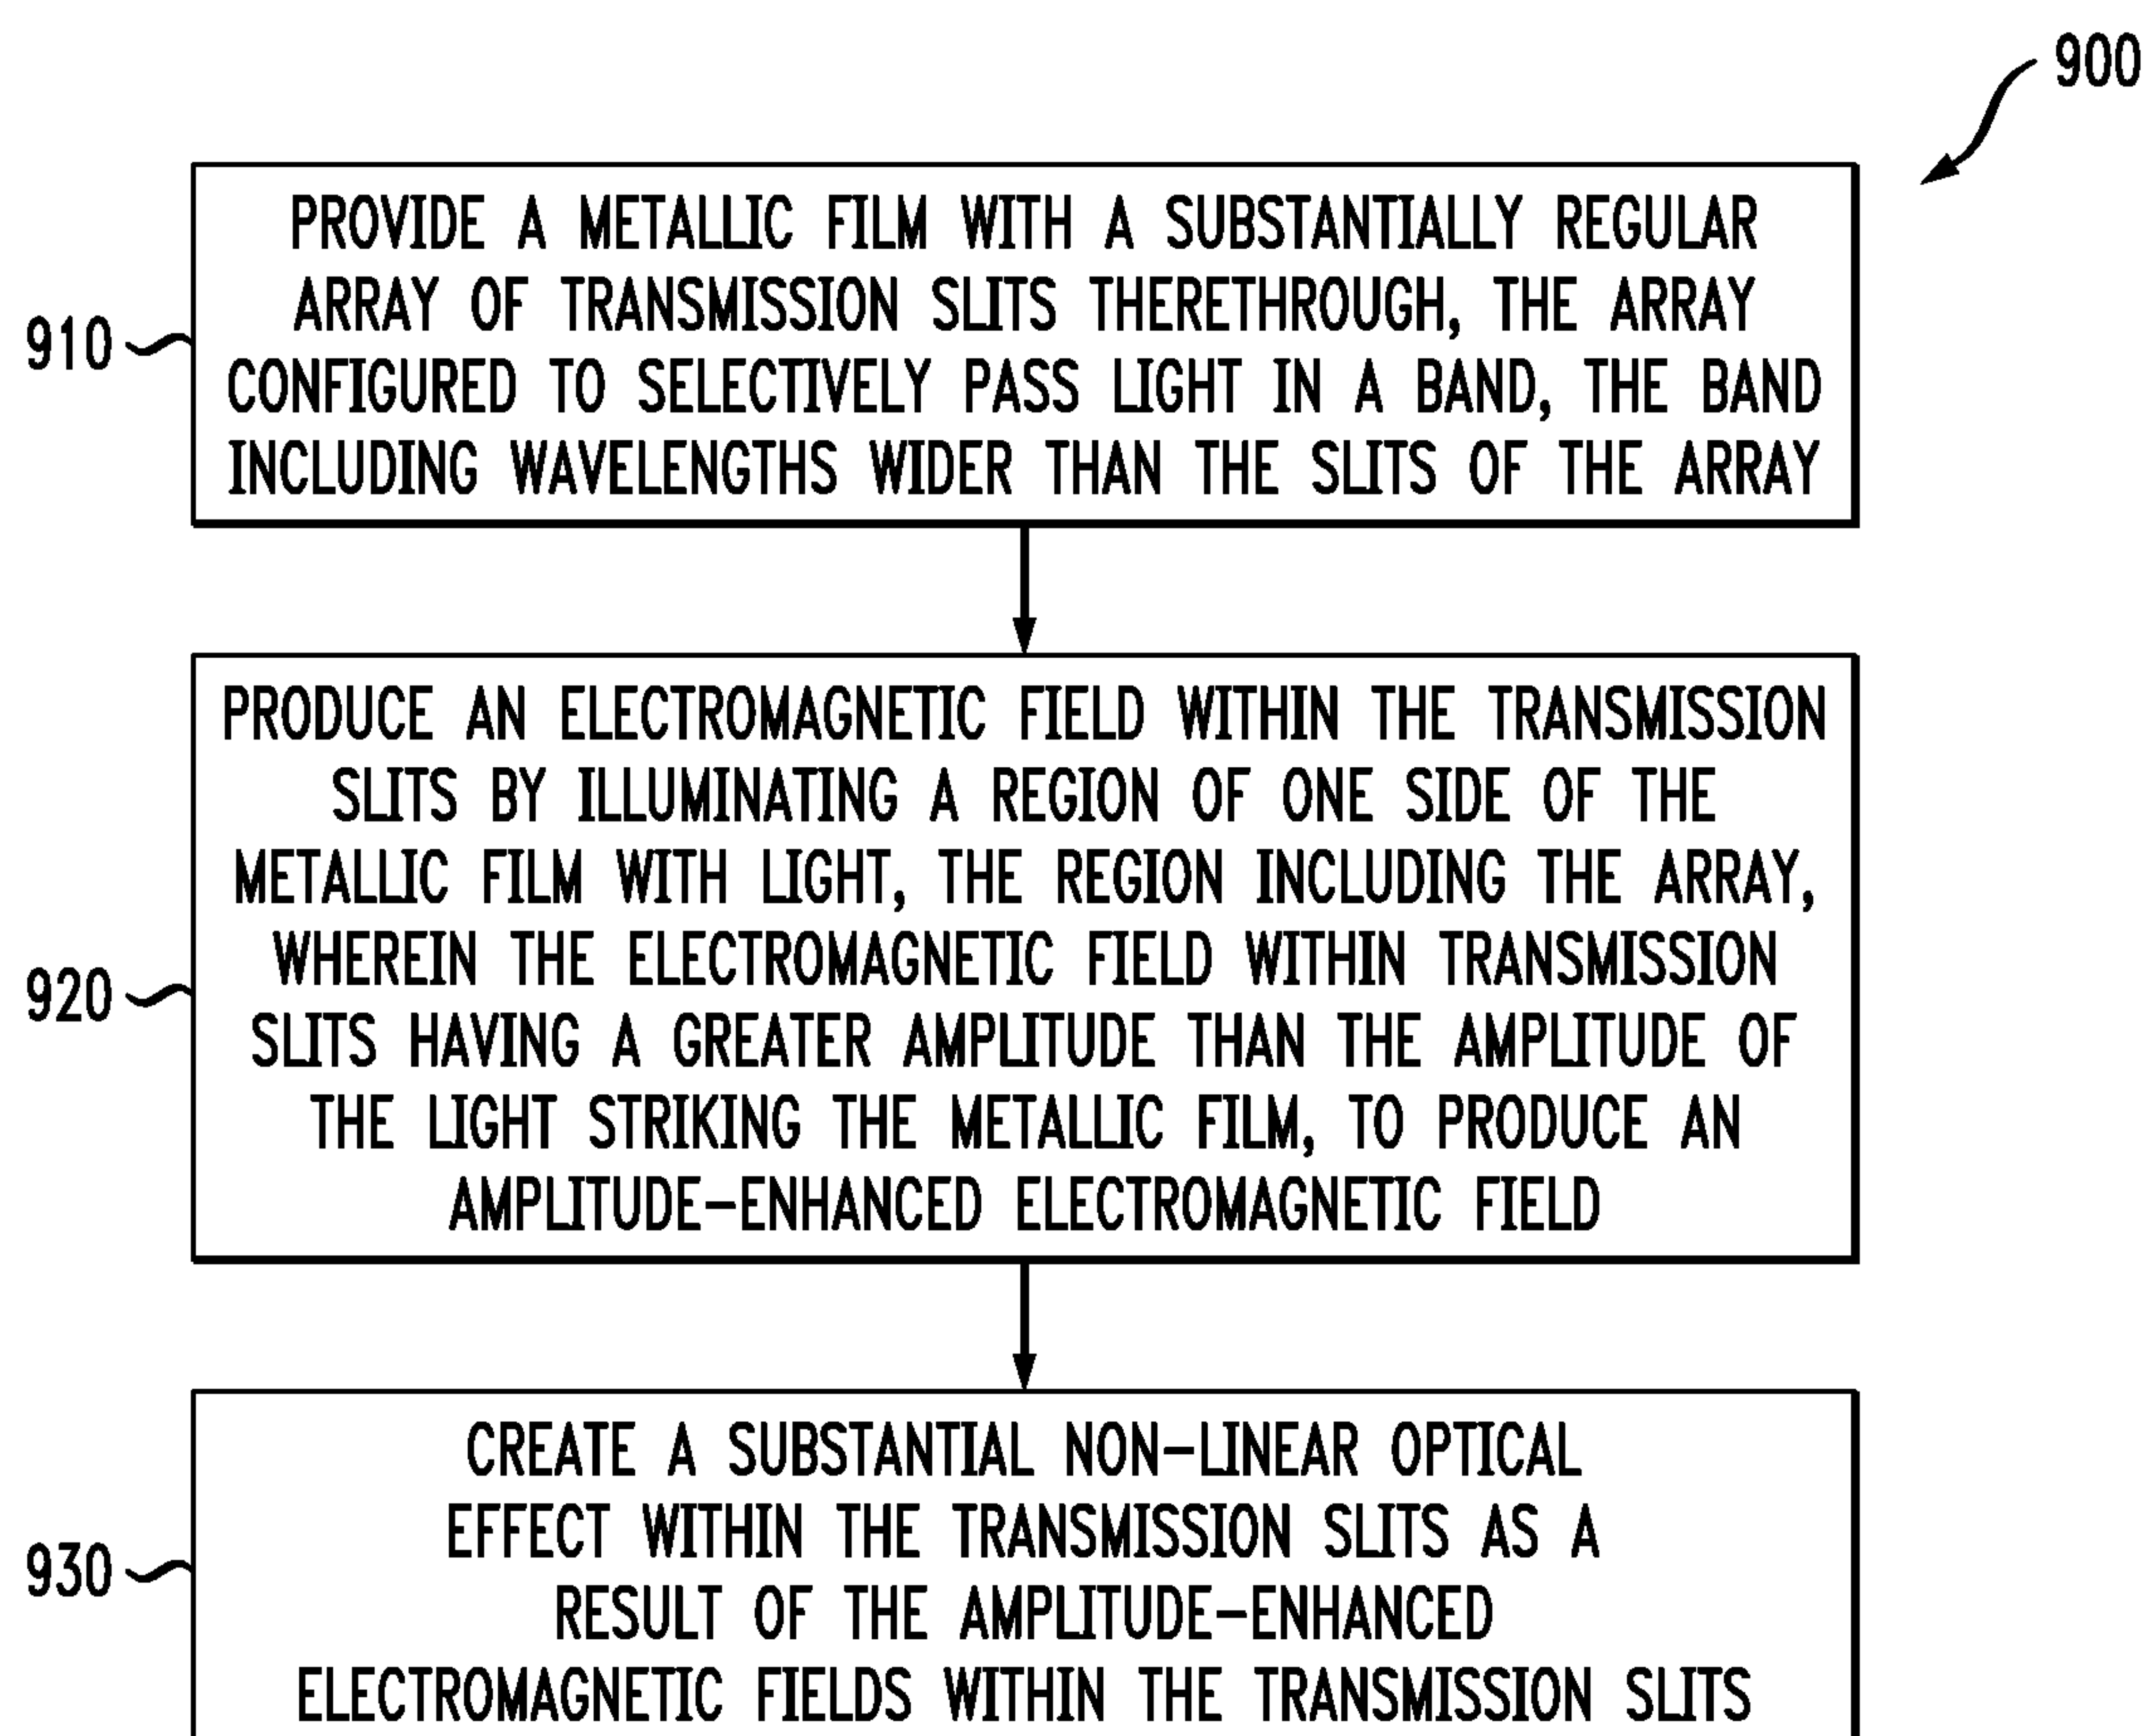 900
910
PROVIDE A METALLIC FILM WITH A SUBSTANTIALLY REGULAR
ARRAY OF TRANSMISSION SLITS THERETHROUGH, THE ARRAY
CONFIGURED TO SELECTIVELY PASS LIGHT IN A BAND, THE BAND
INCLUDING WAVELENGTHS WIDER THAN THE SLITS OF THE ARRAY
920
PRODUCE AN ELECTROMAGNETIC FIELD WITHIN THE TRANSMISSION
SLITS BY ILLUMINATING A REGION OF ONE SIDE OF THE
METALLIC FILM WITH LIGHT, THE REGION INCLUDING THE ARRAY,
WHEREIN THE ELECTROMAGNETIC FIELD WITHIN TRANSMISSION
SLITS HAVING A GREATER AMPLITUDE THAN THE AMPLITUDE OF
THE LIGHT STRIKING THE METALLIC FILM, TO PRODUCE AN
AMPLITUDE-ENHANCED ELECTROMAGNETIC FIELD
930
CREATE A SUBSTANTIAL NON-LINEAR OPTICAL
EFFECT WITHIN THE TRANSMISSION SLITS AS A
RESULT OF THE AMPLITUDE-ENHANCED
ELECTROMAGNETIC FIELDS WITHIN THE TRANSMISSION SLITS